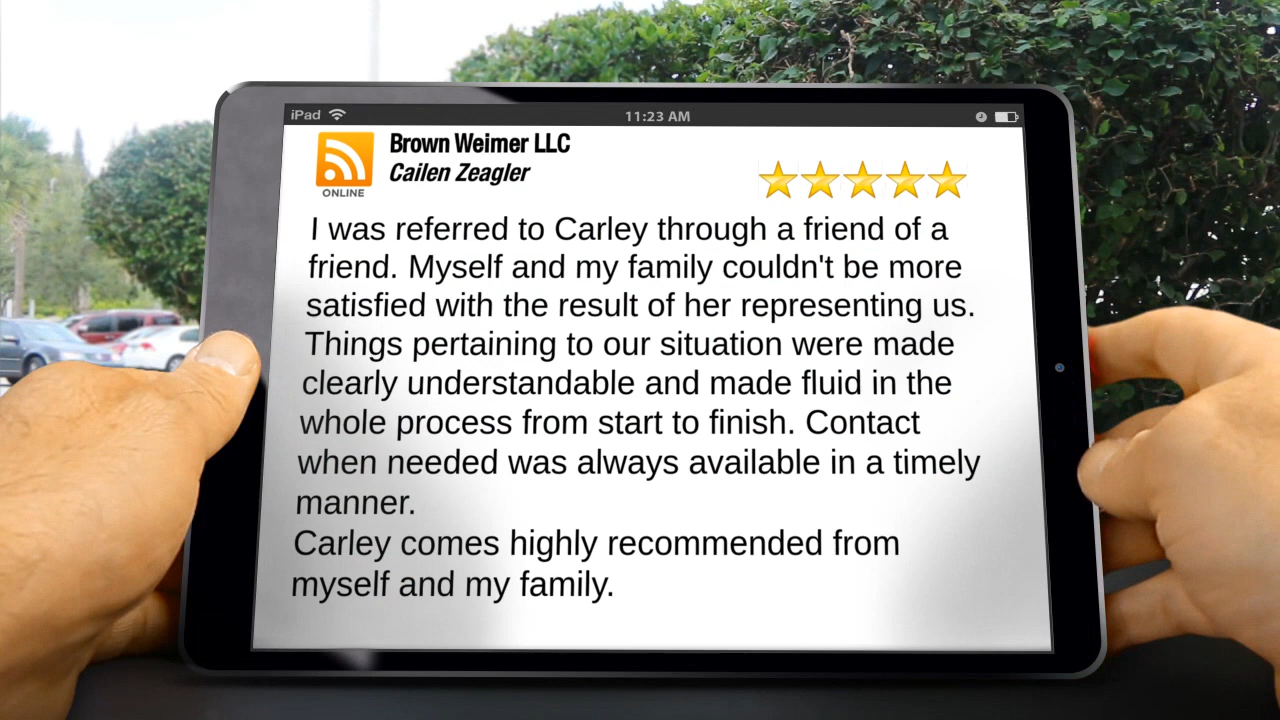 iPad 11:23 AM
Brown Weimer LLC
Cailen Zeagler
ONLINE
I was referred to Carley through a friend of a
friend. Myself and my family couldn't be more
satisfied with the result of her representing us.
Things pertaining to our situation were made
clearly understandable and made fluid in the
whole process from start to finish. Contact
when needed was always available in a timely
manner.
Carley comes highly recommended from
myself and my family.